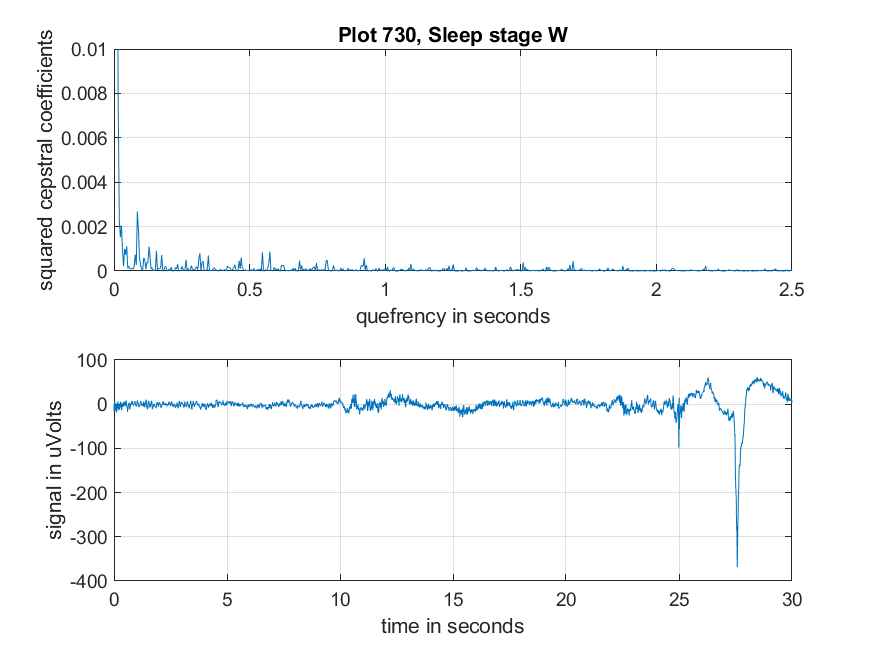 Plot 730, Sleep stage W
squared cepstral coefficients
0.01
0.008
0.006
0.004
0.002
0
0 0.5 1 1.5 2 2.5
quefrency in seconds
signal in uVolts
100
0
-100
-200
-300
-400
0 5 10 15 20 25 30
time in seconds